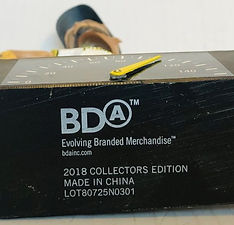 BDA™
Evolving Branded Merchandise™
bdainc.com
2018 COLLECTORS EDITION
MADE IN CHINA
LOT80725N0301